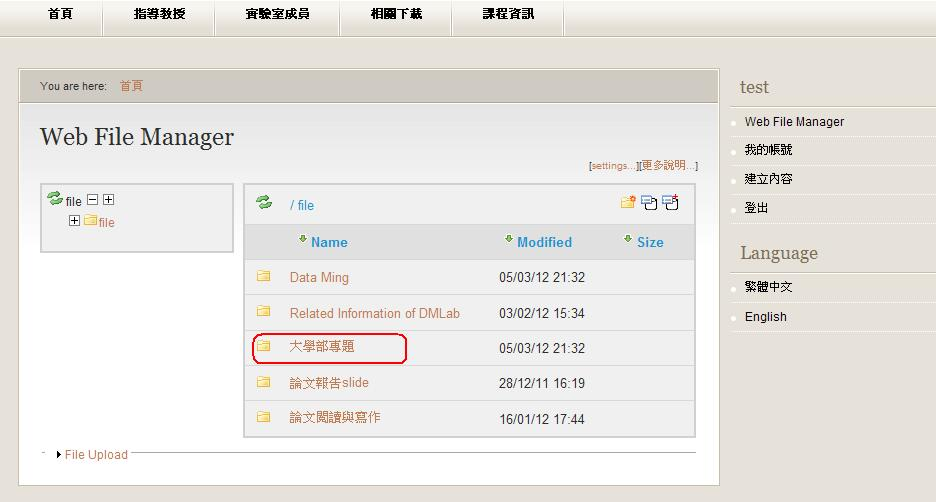 首頁 指導教授 實驗室成員 相關下載 課程資訊
You are here: 首頁
Web File Manager
[settings...][更多說明...]
file
file
/ file
Name Modified Size
Data Ming 05/03/12 21:32
Related Information of DMLab 03/02/12 15:34
大學部專題 05/03/12 21:32
論文報告slide 28/12/11 16:19
論文閱讀與寫作 16/01/12 17:44
File Upload
test
Web File Manager
我的帳號
建立內容
登出
Language
繁體中文
English